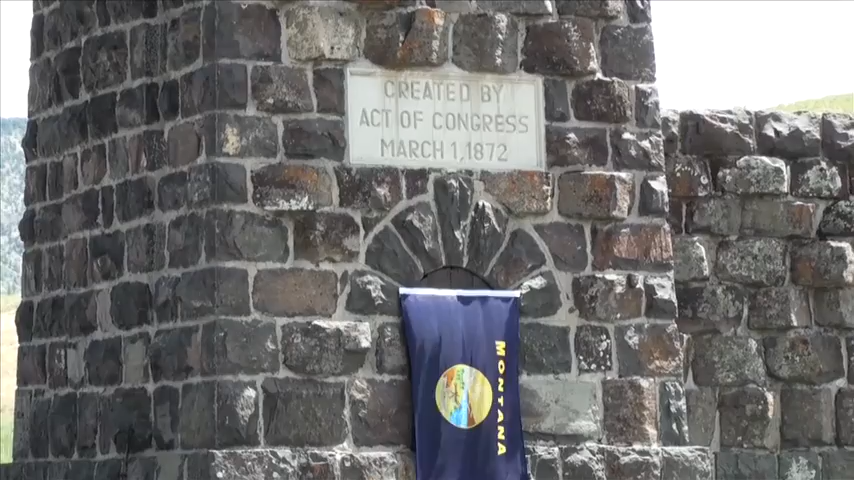 CREATED BY
ACT OF CONGRESS
MARCH 1, 1872
MONTANA